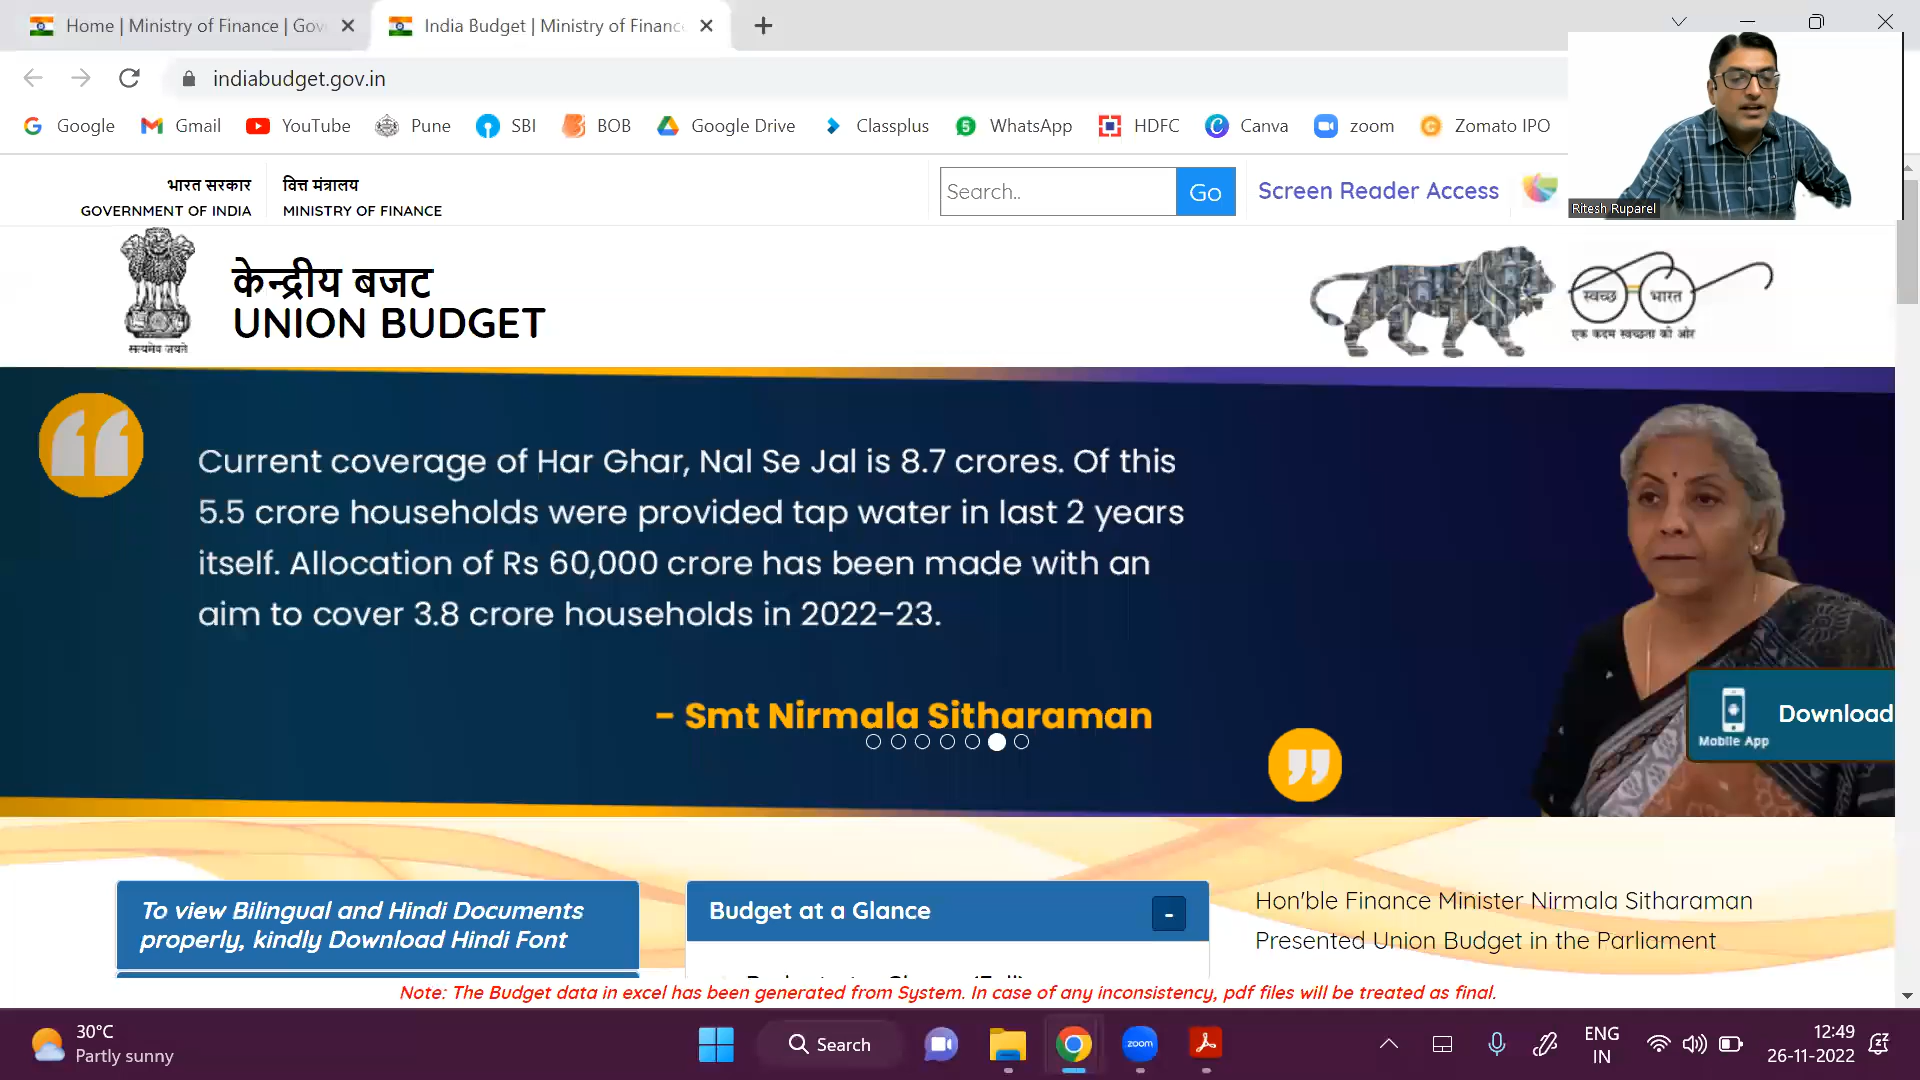 Home | Ministry of Finance | Gov
India Budget | Ministry of Finance
indiabudget.gov.in
Google
Gmail
YouTube
Pune
SBI
BOB
Google Drive
Classplus
WhatsApp
HDFC
Canva
zoom
Zomato IPO
Ritesh Ruparel
भारत सरकार
GOVERNMENT OF INDIA
वित्त मंत्रालय
MINISTRY OF FINANCE
Search..
Go
Screen Reader Access
सत्यमेव जयते
केन्द्रीय बजट
UNION BUDGET
स्वच्छ
भारत
एक कदम स्वच्छता की ओर
Current coverage of Har Ghar, Nal Se Jal is 8.7 crores. Of this
5.5 crore households were provided tap water in last 2 years
itself. Allocation of Rs 60,000 crore has been made with an
aim to cover 3.8 crore households in 2022-23.
- Smt Nirmala Sitharaman
Mobile App
Download
To view Bilingual and Hindi Documents
properly, kindly Download Hindi Font
Budget at a Glance
-
Hon'ble Finance Minister Nirmala Sitharaman
Presented Union Budget in the Parliament
Note: The Budget data in excel has been generated from System. In case of any inconsistency, pdf files will be treated as final.
30°C
Partly sunny
Search
zoom
ENG
IN
12:49
26-11-2022